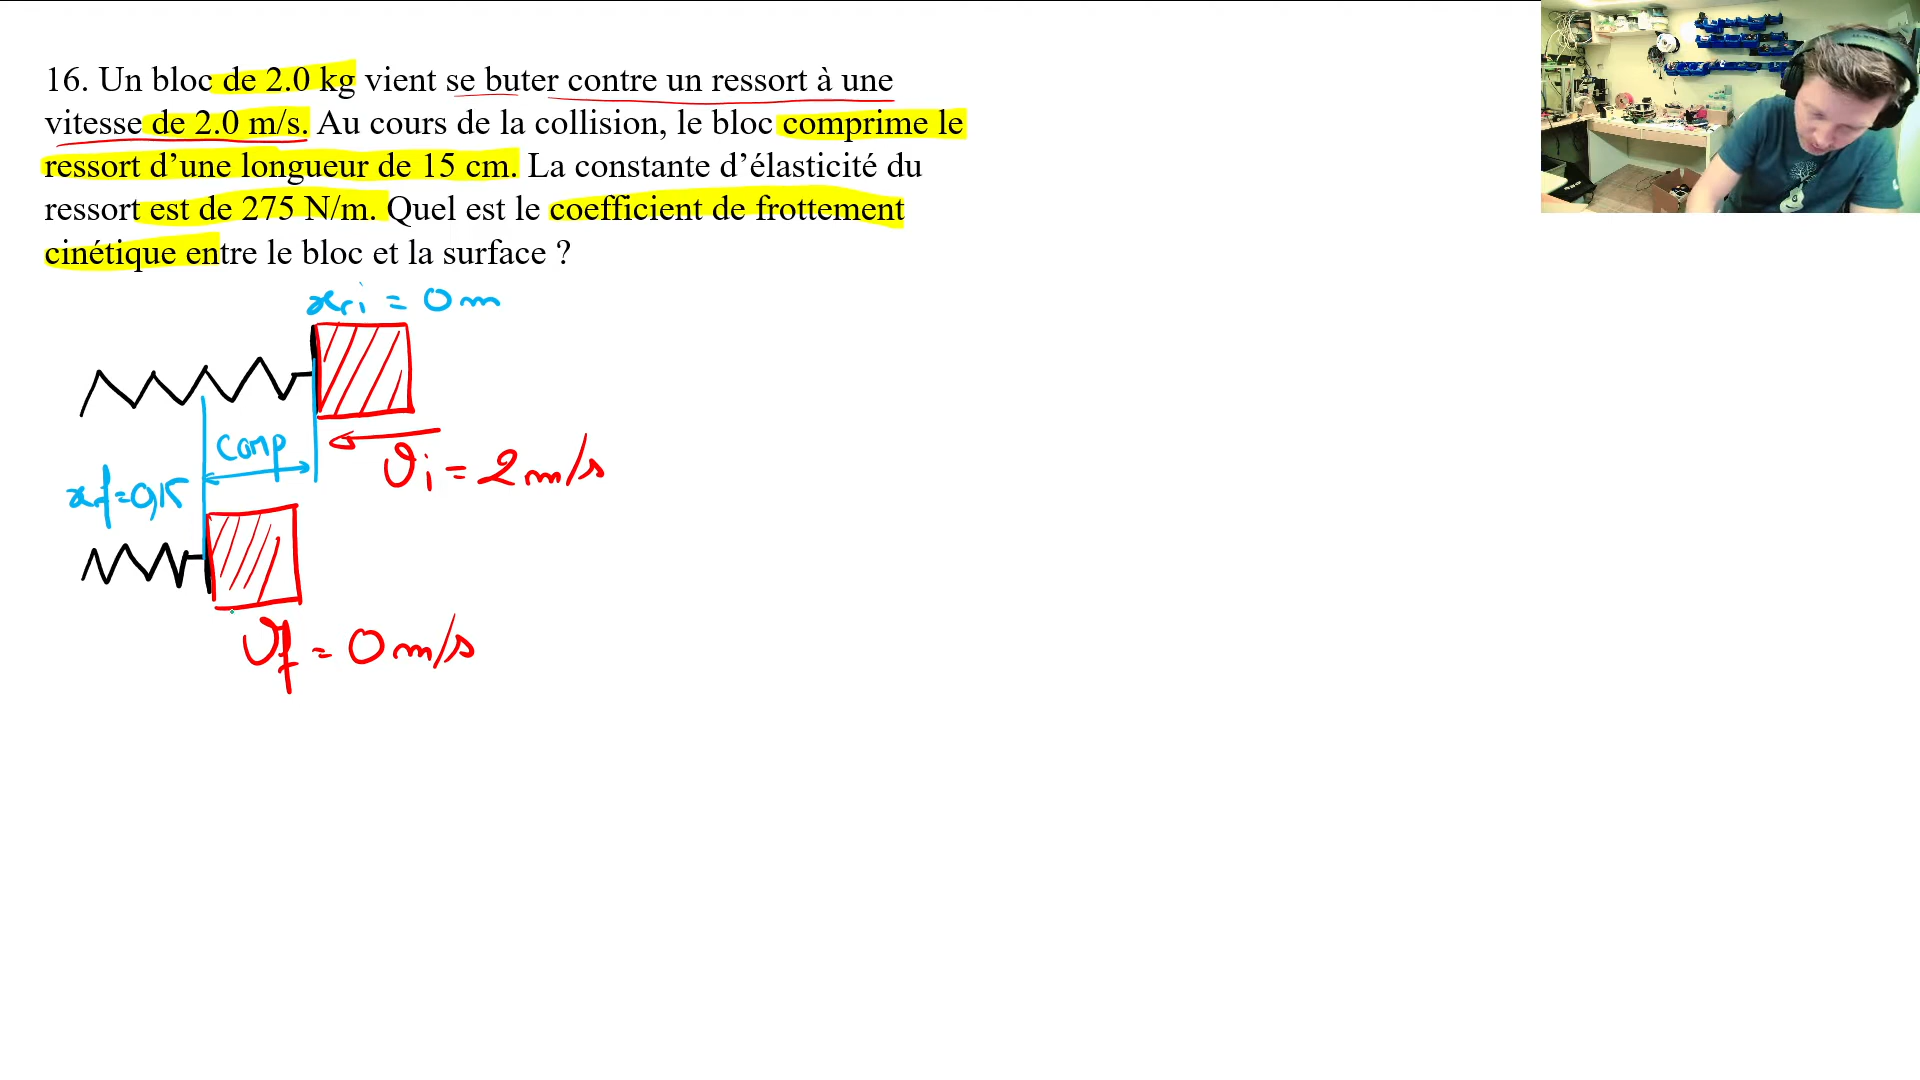 16. Un bloc de 2.0 kg vient se buter contre un ressort à une
vitesse de 2.0 m/s. Au cours de la collision, le bloc comprime le
ressort d’une longueur de 15 cm. La constante d’élasticité du
ressort est de 275 N/m. Quel est le coefficient de frottement
cinétique entre le bloc et la surface ?
xri = 0 m
comp
vi = 2 m/s
xrf = 0,15
vf = 0 m/s